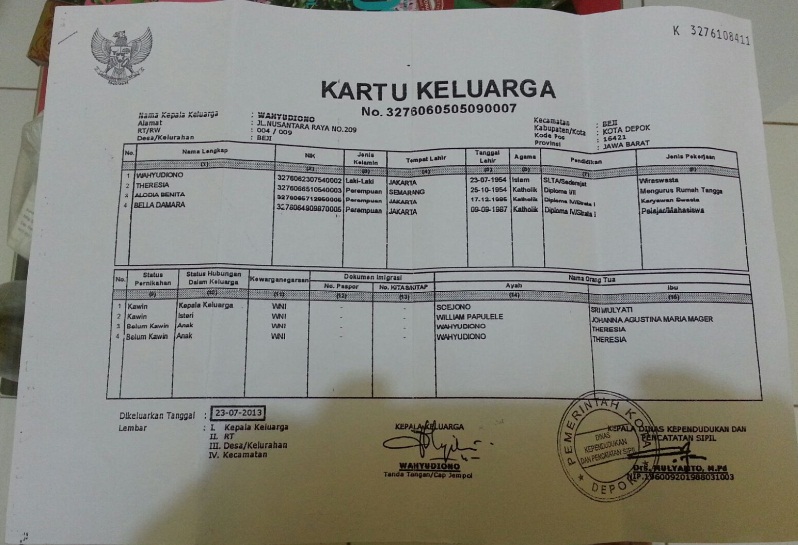 K 3276108411
KARTU KELUARGA
No. 3276060505090007
Nama Kepala Keluarga : WAHYUDIONO
Alamat : JL.NUSANTARA RAYA NO.209
RT/RW : 004 / 009
Desa/Kelurahan : BEJI
Kecamatan : BEJI
Kabupaten/Kota : KOTA DEPOK
Kode Pos : 16421
Provinsi : JAWA BARAT
No. Nama Lengkap NIK Jenis Kelamin Tempat Lahir Tanggal Lahir Agama Pendidikan Jenis Pekerjaan
(1) (2) (3) (4) (5) (6) (7) (8)
1 WAHYUDIONO 3276062307540002 Laki-Laki JAKARTA 23-07-1954 Islam SLTA/Sederajat Wiraswasta
2 THERESIA 3276066510540003 Perempuan SEMARANG 25-10-1954 Katholik Diploma Mengurus Rumah Tangga
3 ALODIA BENITA Perempuan JAKARTA Katholik Diploma IV/Strata I Karyawan Swasta
4 BELLA DAMARA 3276064909870005 Perempuan JAKARTA 09-09-1987 Katholik Diploma IV/Strata I Pelajar/Mahasiswa
No. Status Pernikahan Status Hubungan Dalam Keluarga Kewarganegaraan Dokumen Imigrasi Nama Orang Tua
No. Paspor No. KITAS/KITAP Ayah Ibu
(9) (10) (11) (12) (13) (14) (15)
1 Kawin Kepala Keluarga WNI - - SOEJONO SRI MULYATI
2 Kawin Isteri WNI - - WILLIAM PAPULELE JOHANNA AGUSTINA MARIA MAGER
3 Belum Kawin Anak WNI - - WAHYUDIONO THERESIA
4 Belum Kawin Anak WNI - - WAHYUDIONO THERESIA
Dikeluarkan Tanggal : 23-07-2013
Lembar : I. Kepala Keluarga
II. RT
III. Desa/Kelurahan
IV. Kecamatan
KEPALA KELUARGA
WAHYUDIONO
Tanda Tangan/Cap Jempol
KEPALA DINAS KEPENDUDUKAN DAN
PENCATATAN SIPIL
PEMERINTAH KOTA
DINAS
KEPENDUDUKAN
DAN PENCATATAN SIPIL
DEPOK
Drs. MULYANTO, M.Pd
NIP.196009201988031003